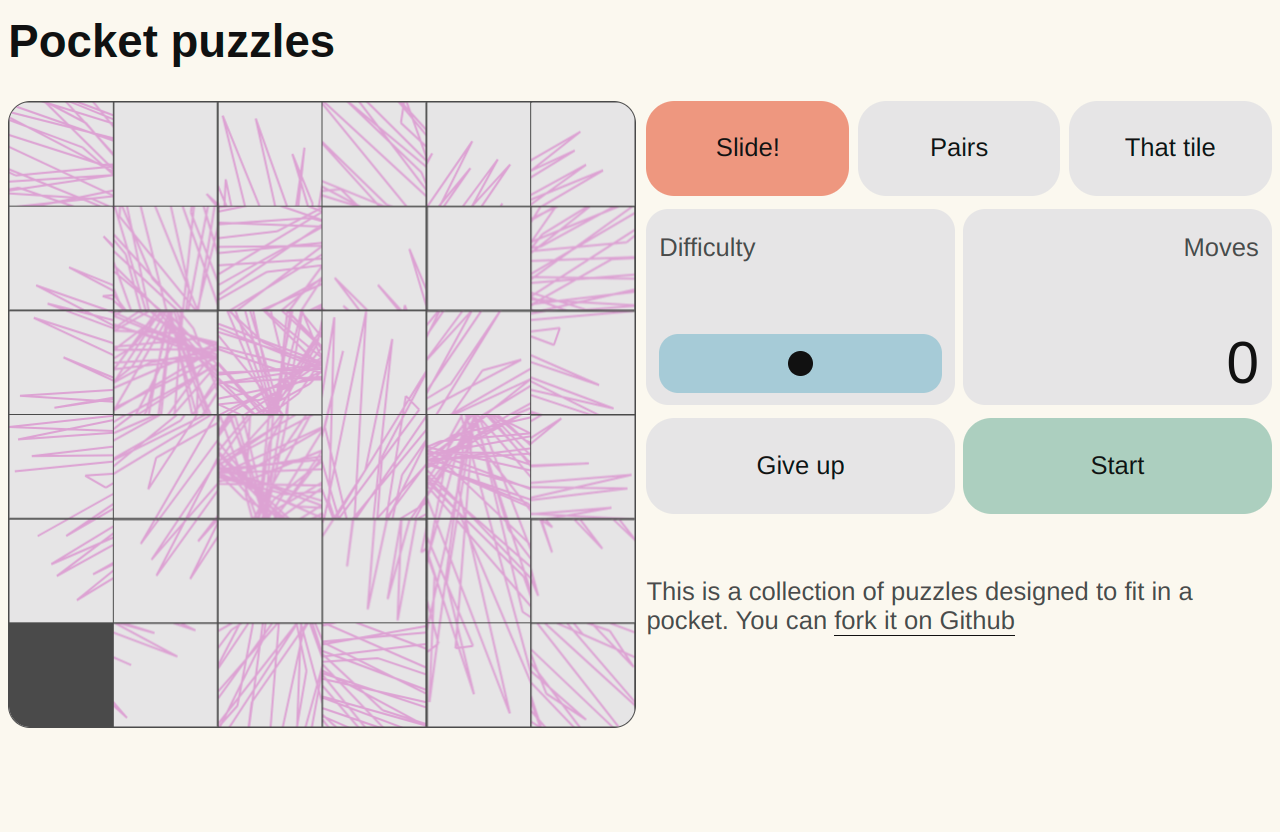 Pocket puzzles
Slide!
Pairs
That tile
Difficulty
Moves
0
Give up
Start
This is a collection of puzzles designed to fit in a
pocket. You can fork it on Github